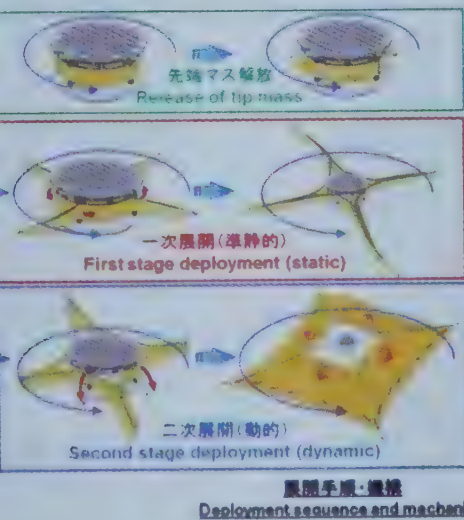 先端マス解放
Release of tip mass
一次展開(準静的)
First stage deployment (static)
二次展開(動的)
Second stage deployment (dynamic)
展開手順・機構
Deployment sequence and mechani